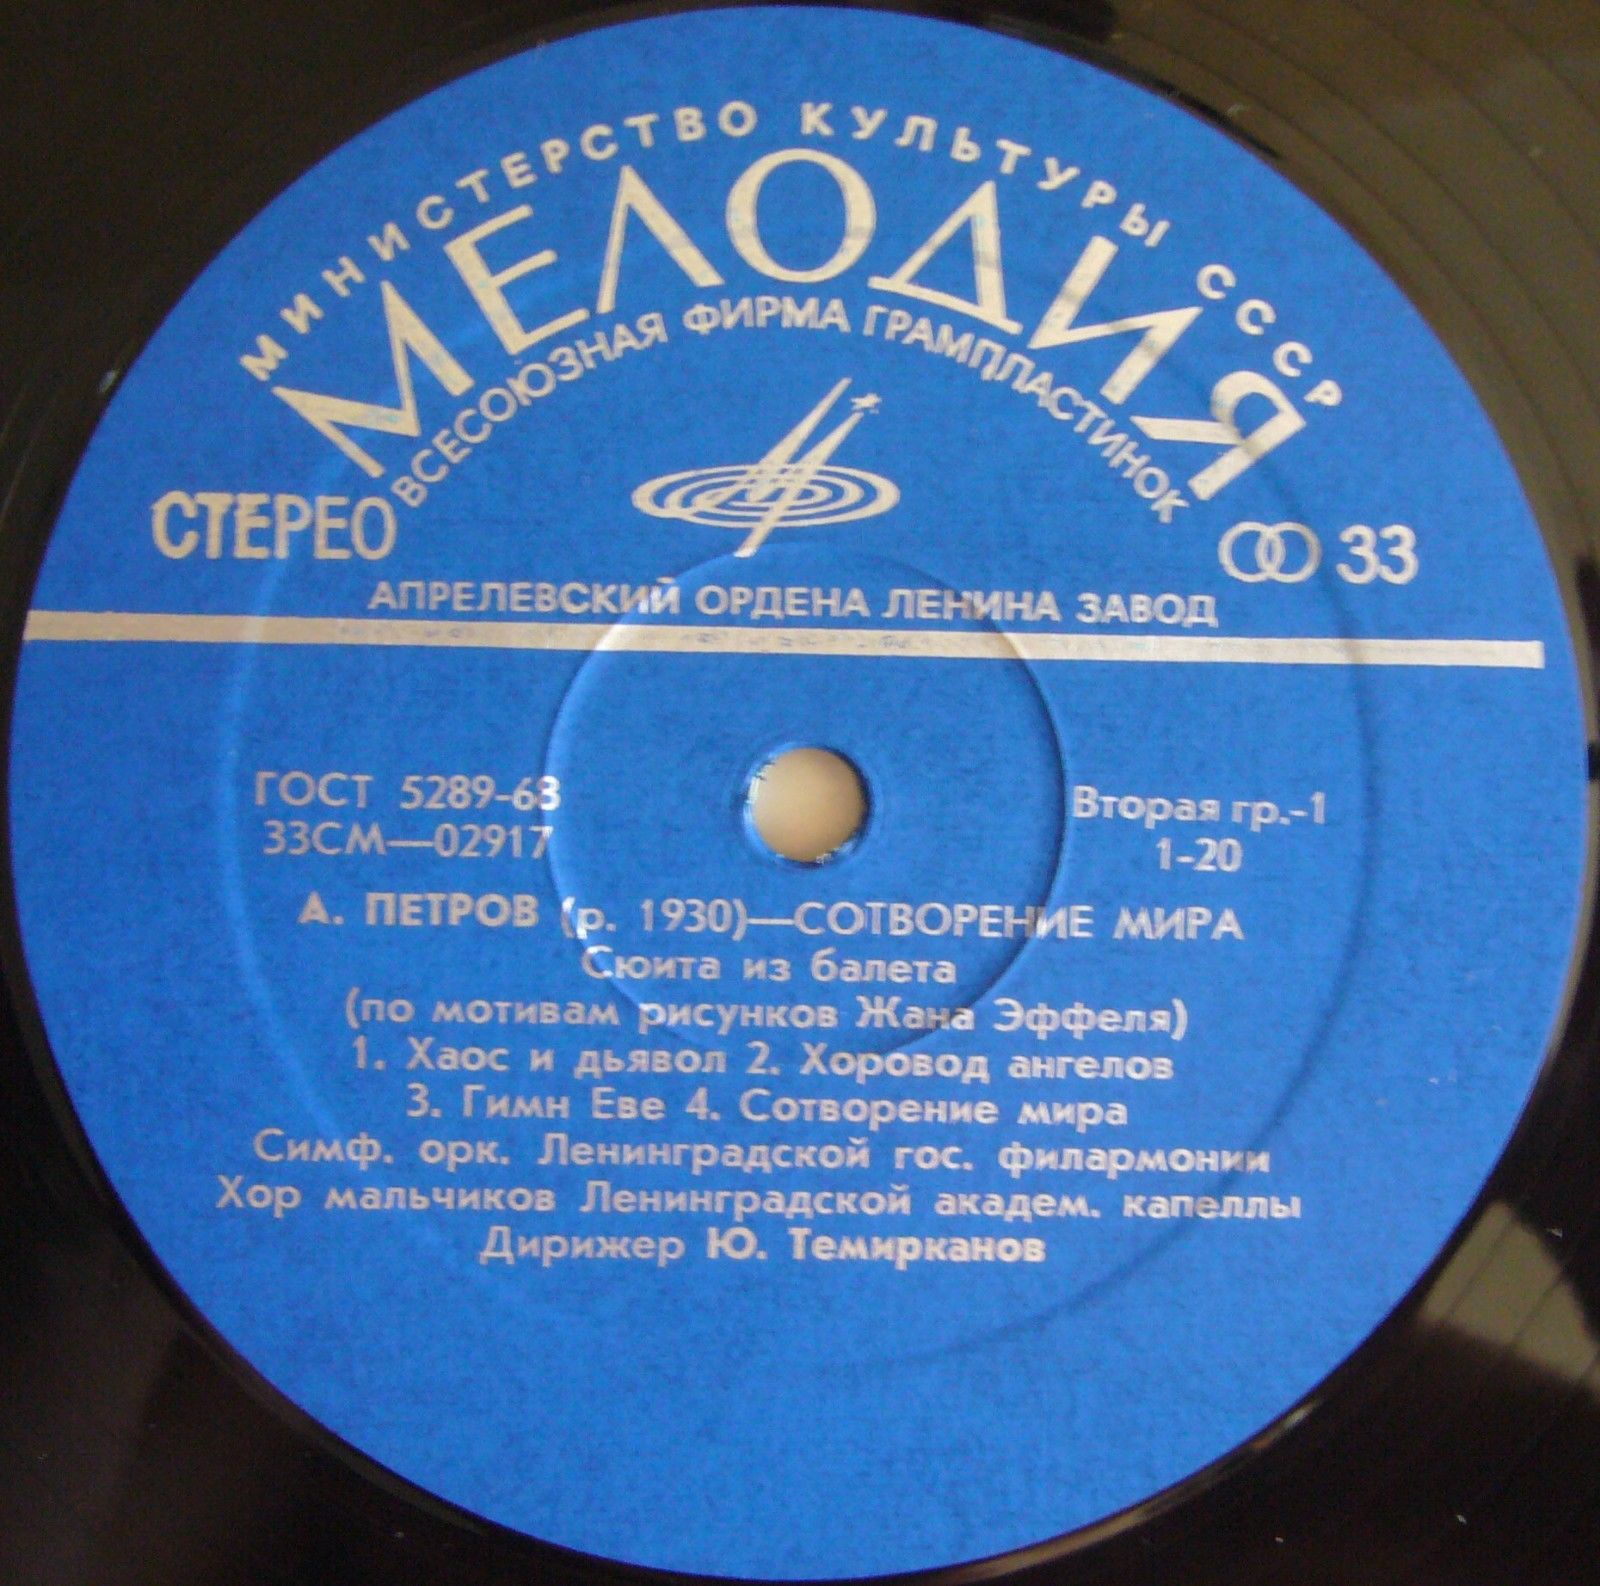 МИНИСТЕРСТВО КУЛЬТУРЫ СССР
МЕЛОДИЯ
ВСЕСОЮЗНАЯ ФИРМА ГРАМПЛАСТИНОК
СТЕРЕО
33
АПРЕЛЕВСКИЙ ОРДЕНА ЛЕНИНА ЗАВОД
ГОСТ 5289-68
Вторая гр.-1
33СМ—02917
1-20
А. ПЕТРОВ (р. 1930)—СОТВОРЕНИЕ МИРА
Сюита из балета
(по мотивам рисунков Жана Эффеля)
1. Хаос и дьявол 2. Хоровод ангелов
3. Гимн Еве 4. Сотворение мира
Симф. орк. Ленинградской гос. филармонии
Хор мальчиков Ленинградской академ. капеллы
Дирижер Ю. Темирканов